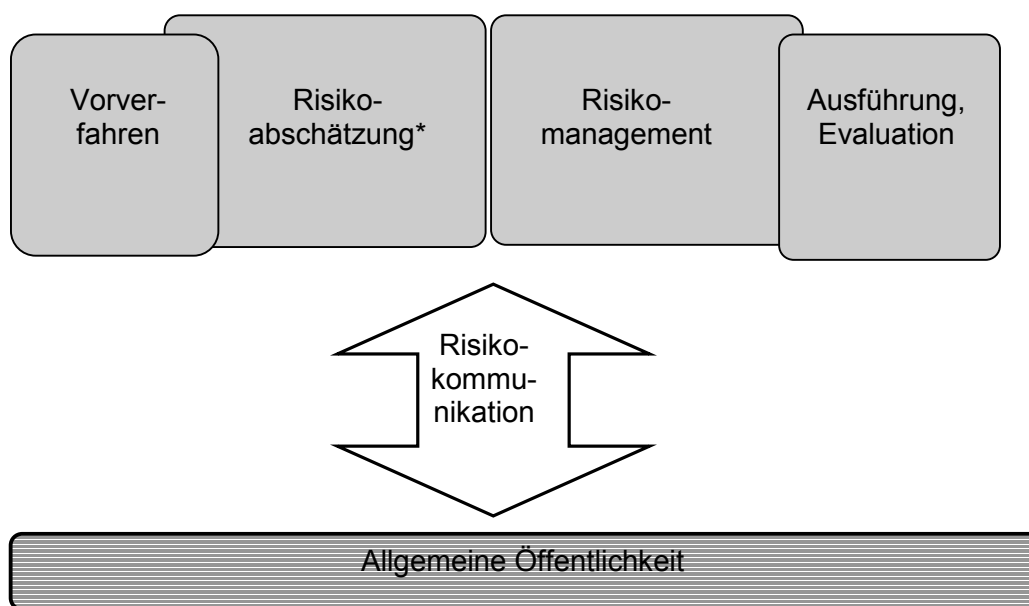 Vorver-
fahren
Risiko-
abschätzung*
Risiko-
management
Ausführung,
Evaluation
Risiko-
kommu-
nikation
Allgemeine Öffentlichkeit